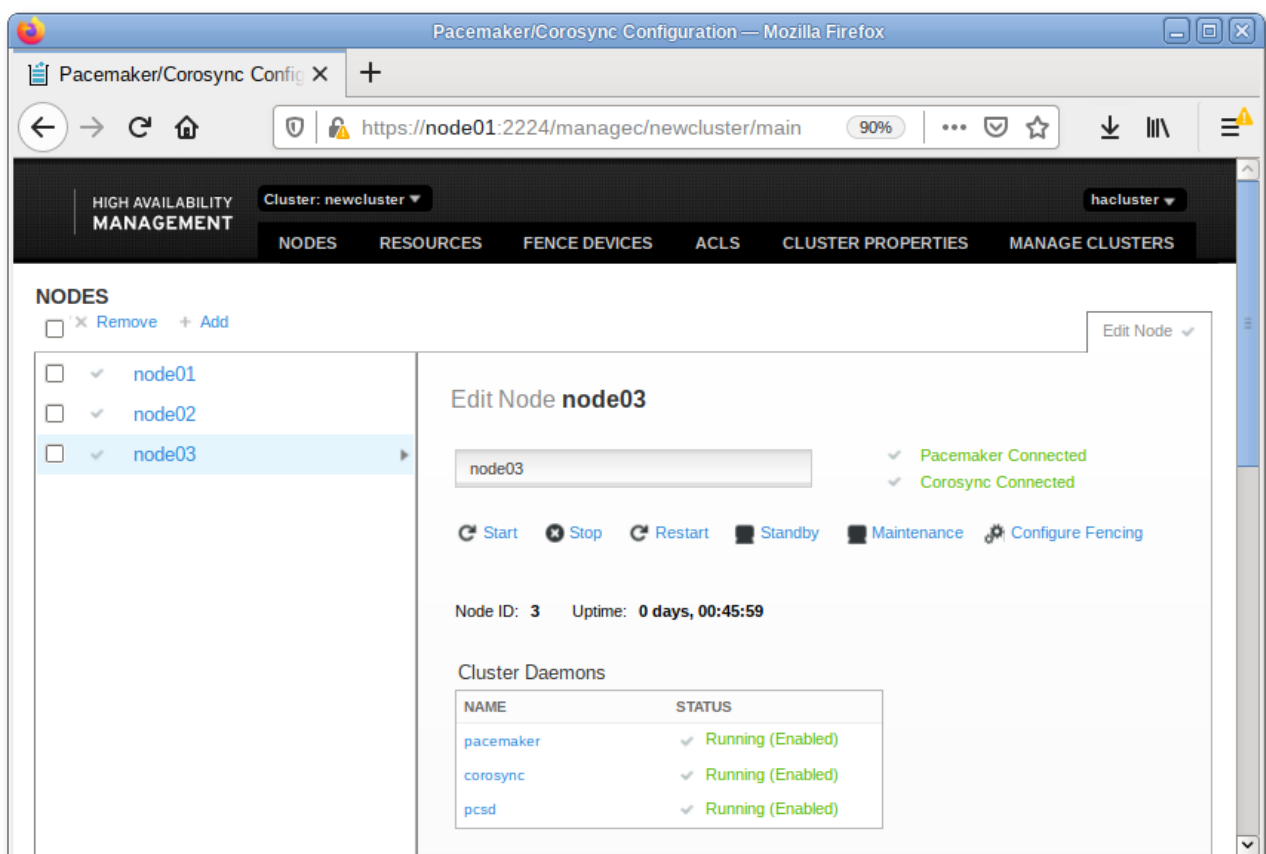 Pacemaker/Corosync Configuration — Mozilla Firefox
Pacemaker/Corosync Config
https://node01:2224/managec/newcluster/main 90%
HIGH AVAILABILITY
MANAGEMENT
Cluster: newcluster
hacluster
NODES RESOURCES FENCE DEVICES ACLS CLUSTER PROPERTIES MANAGE CLUSTERS
NODES
Remove Add
Edit Node
node01
node02
node03
Edit Node node03
node03
Pacemaker Connected
Corosync Connected
Start Stop Restart Standby Maintenance Configure Fencing
Node ID: 3 Uptime: 0 days, 00:45:59
Cluster Daemons
NAME STATUS
pacemaker Running (Enabled)
corosync Running (Enabled)
pcsd Running (Enabled)